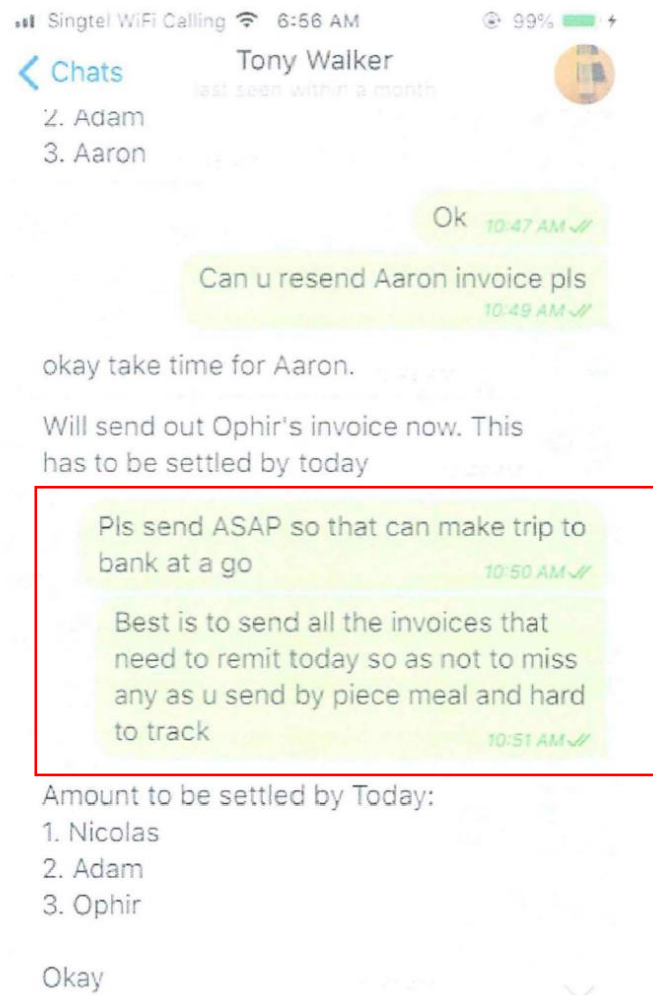 Singtel WiFi Calling 6:56 AM 99%
Chats Tony Walker
last seen within a month
2. Adam
3. Aaron
Ok 10:47 AM
Can u resend Aaron invoice pls
10:49 AM
okay take time for Aaron.
Will send out Ophir's invoice now. This
has to be settled by today
Pls send ASAP so that can make trip to
bank at a go 10:50 AM
Best is to send all the invoices that
need to remit today so as not to miss
any as u send by piece meal and hard
to track 10:51 AM
Amount to be settled by Today:
1. Nicolas
2. Adam
3. Ophir
Okay